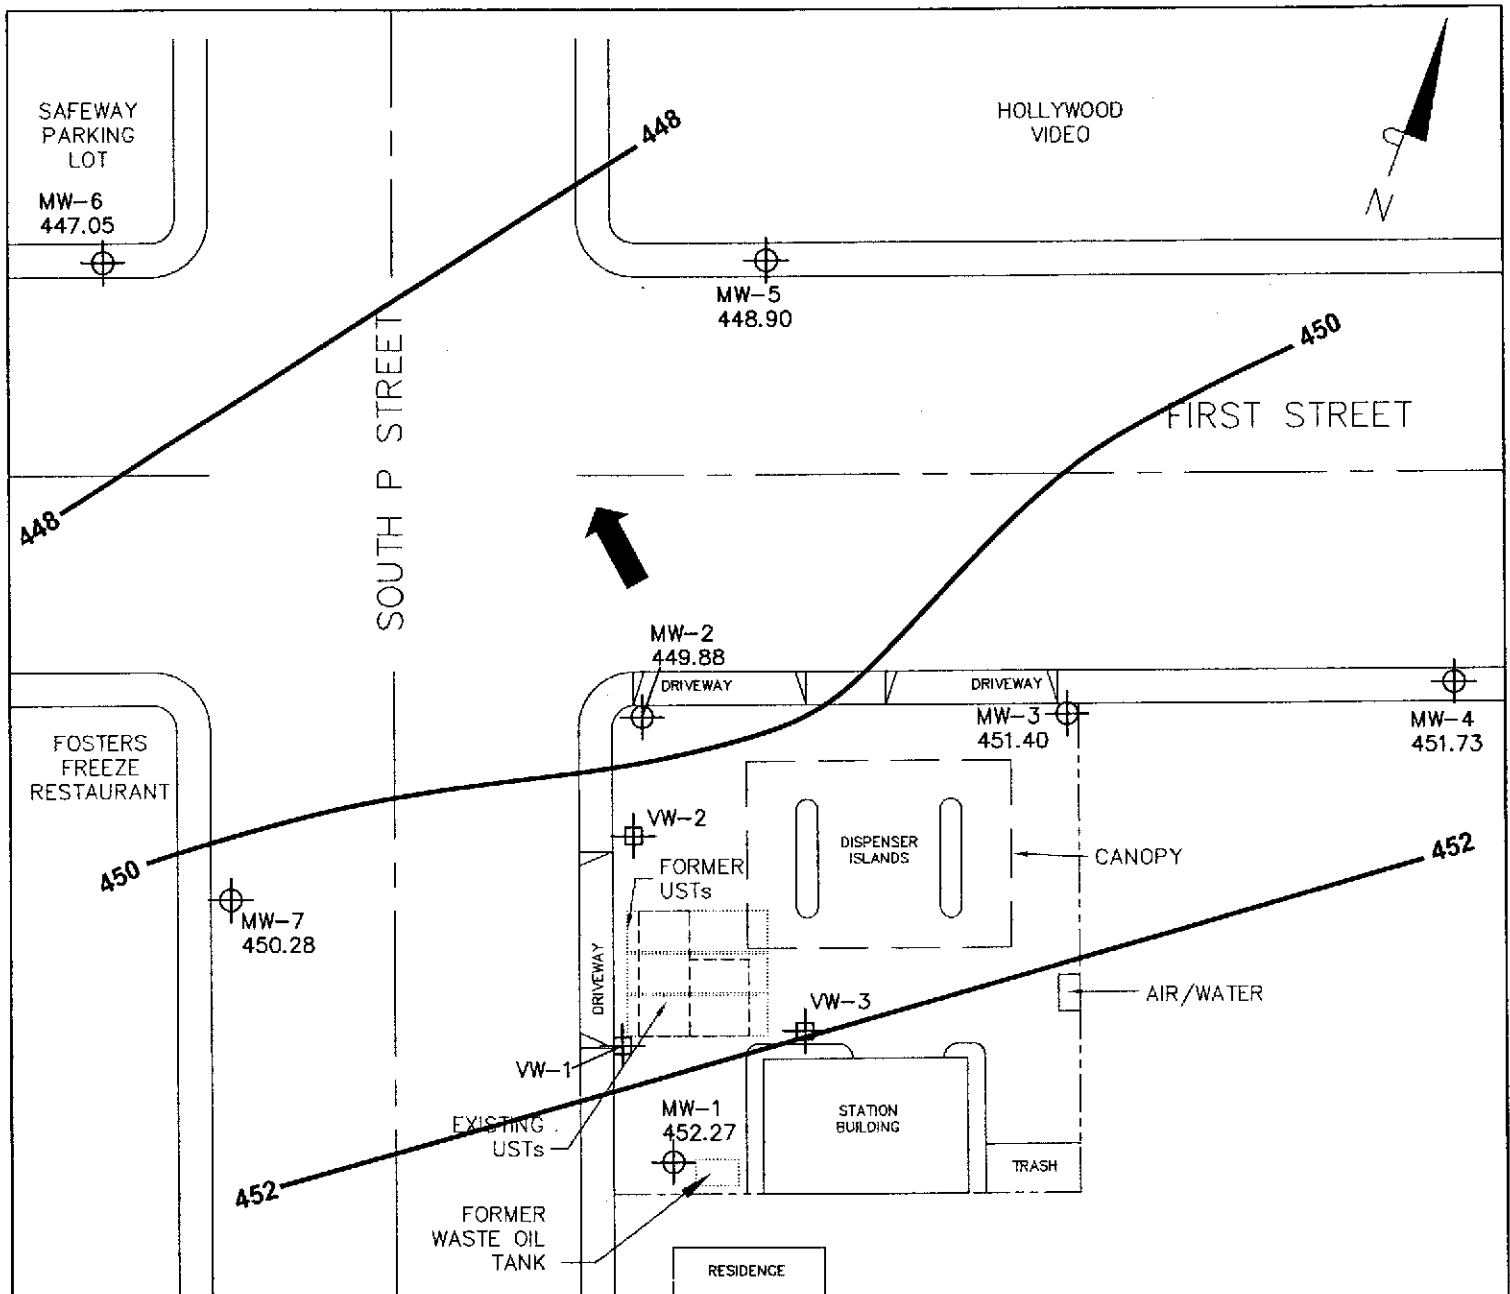 SAFEWAY
PARKING
LOT
MW-6
447.05
448
HOLLYWOOD
VIDEO
N
MW-5
448.90
450
FIRST STREET
448
SOUTH P STREET
MW-2
449.88
DRIVEWAY
DRIVEWAY
MW-3
451.40
MW-4
451.73
FOSTERS
FREEZE
RESTAURANT
450
VW-2
DISPENSER
ISLANDS
CANOPY
452
FORMER
USTs
MW-7
450.28
DRIVEWAY
VW-3
AIR/WATER
VW-1
EXISTING
USTs
MW-1
452.27
STATION
BUILDING
TRASH
452
FORMER
WASTE OIL
TANK
RESIDENCE